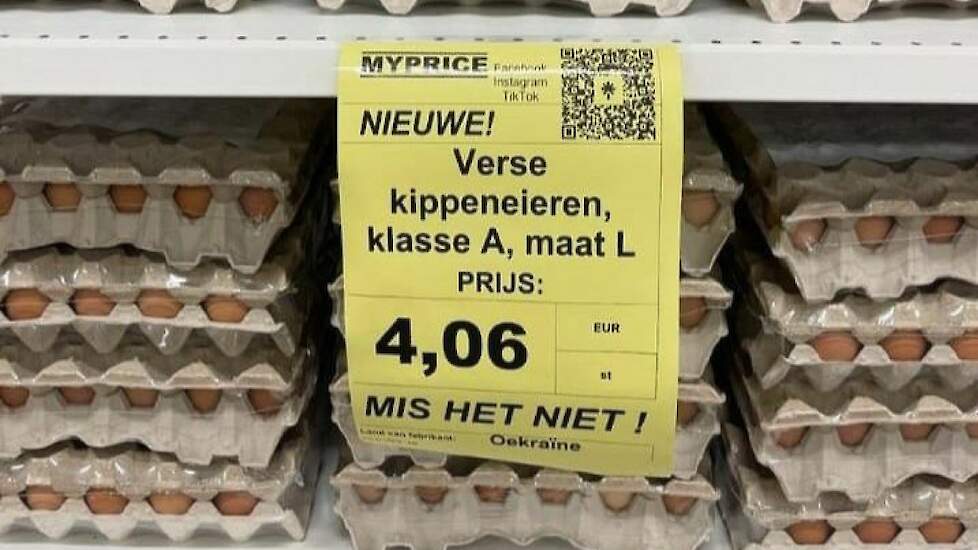 MYPRICE
Facebook
Instagram
TikTok
NIEUWE!
Verse
kippeneieren,
klasse A, maat L
PRIJS:
4,06
EUR
st
MIS HET NIET !
Land van fabrikant:
Oekraïne